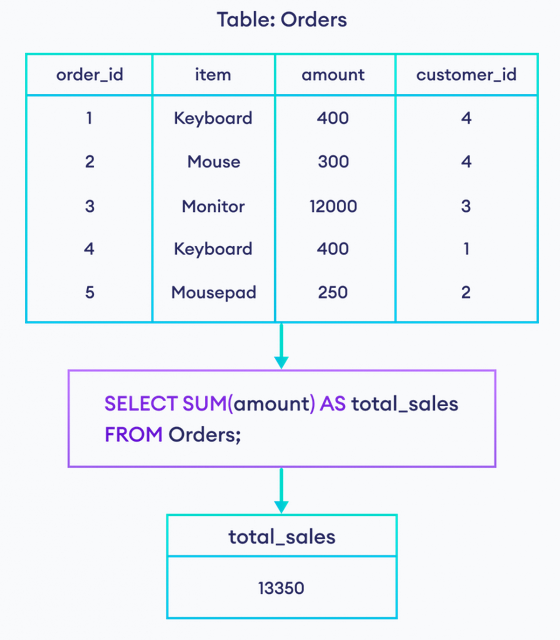 Table: Orders
order_id item amount customer_id
1 Keyboard 400 4
2 Mouse 300 4
3 Monitor 12000 3
4 Keyboard 400 1
5 Mousepad 250 2
SELECT SUM(amount) AS total_sales
FROM Orders;
total_sales
13350